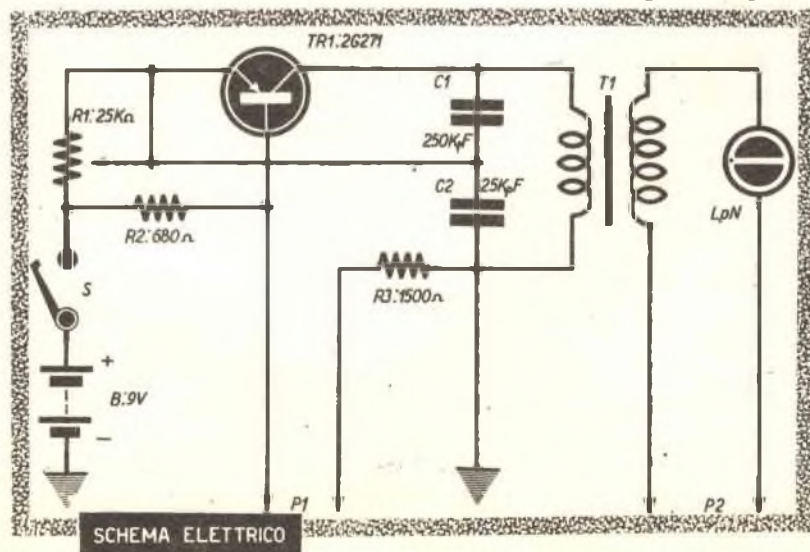 TR1:2G271
C1
T1
R1:25KΩ
250KpF
C2
25KpF
LpN
R2:680Ω
R3:1500Ω
S
+
B:9V
-
P1
P2
SCHEMA ELETTRICO